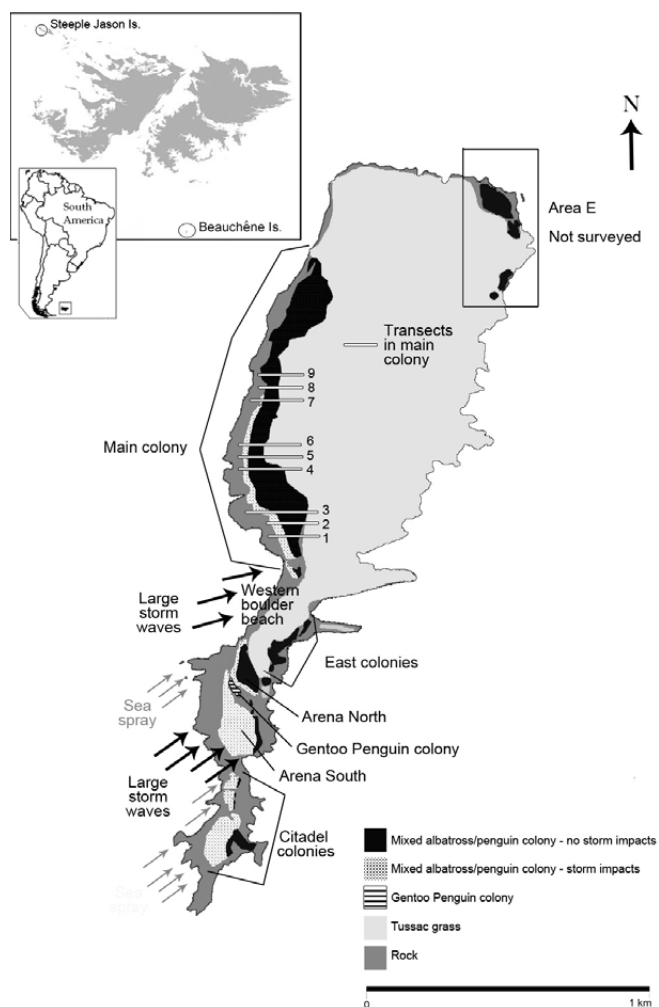 Steeple Jason Is.
South
America
Beauchêne Is.
N
Area E
Not surveyed
Transects
in main
colony
9
8
7
Main colony
6
5
4
3
2
1
Western
boulder
beach
Large
storm
waves
East colonies
Sea
spray
Arena North
Gentoo Penguin colony
Arena South
Large
storm
waves
Citadel
colonies
Sea
spray
Mixed albatross/penguin colony - no storm impacts
Mixed albatross/penguin colony - storm impacts
Gentoo Penguin colony
Tussac grass
Rock
0
1 km